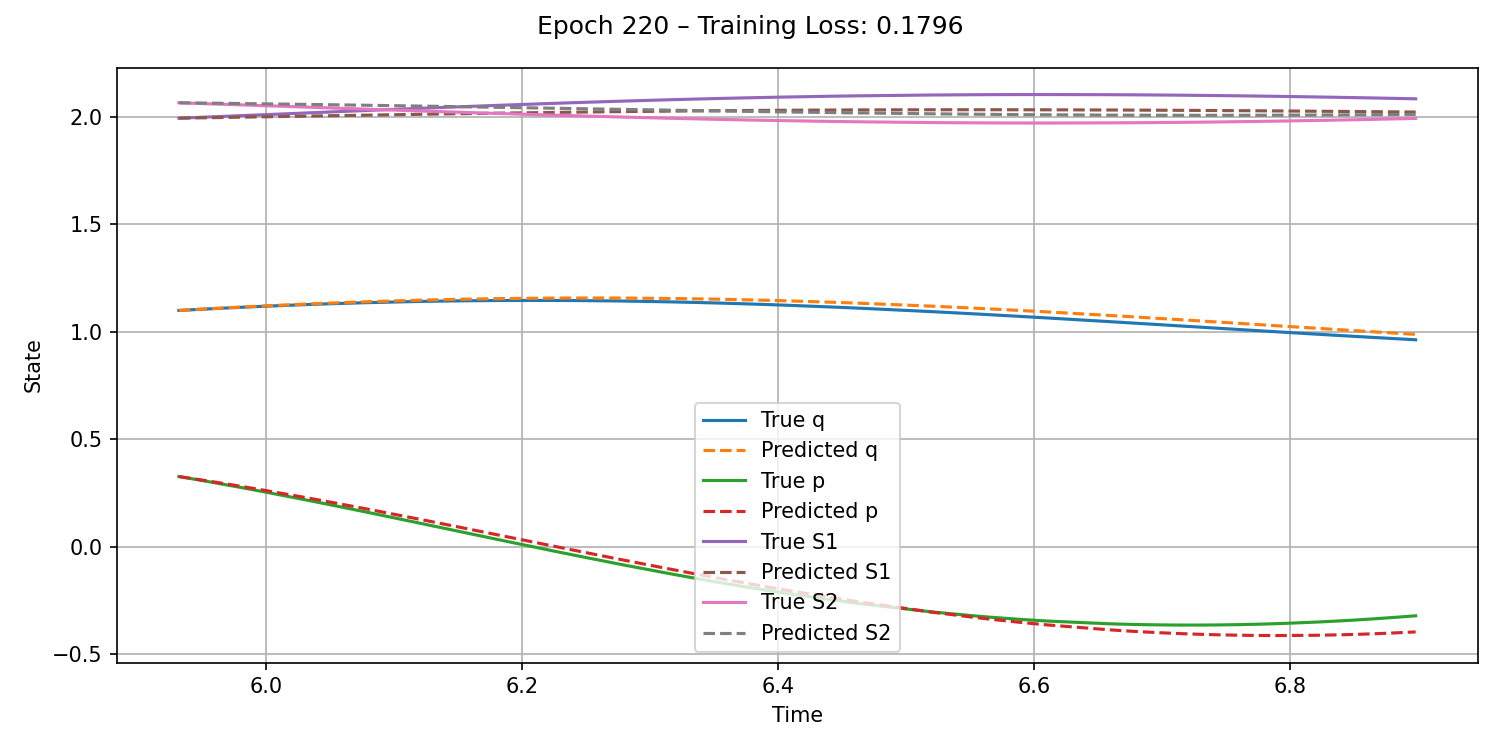 Epoch 220 – Training Loss: 0.1796
2.0
1.5
1.0
0.5
0.0
−0.5
State
True q
Predicted q
True p
Predicted p
True S1
Predicted S1
True S2
Predicted S2
6.0 6.2 6.4 6.6 6.8
Time